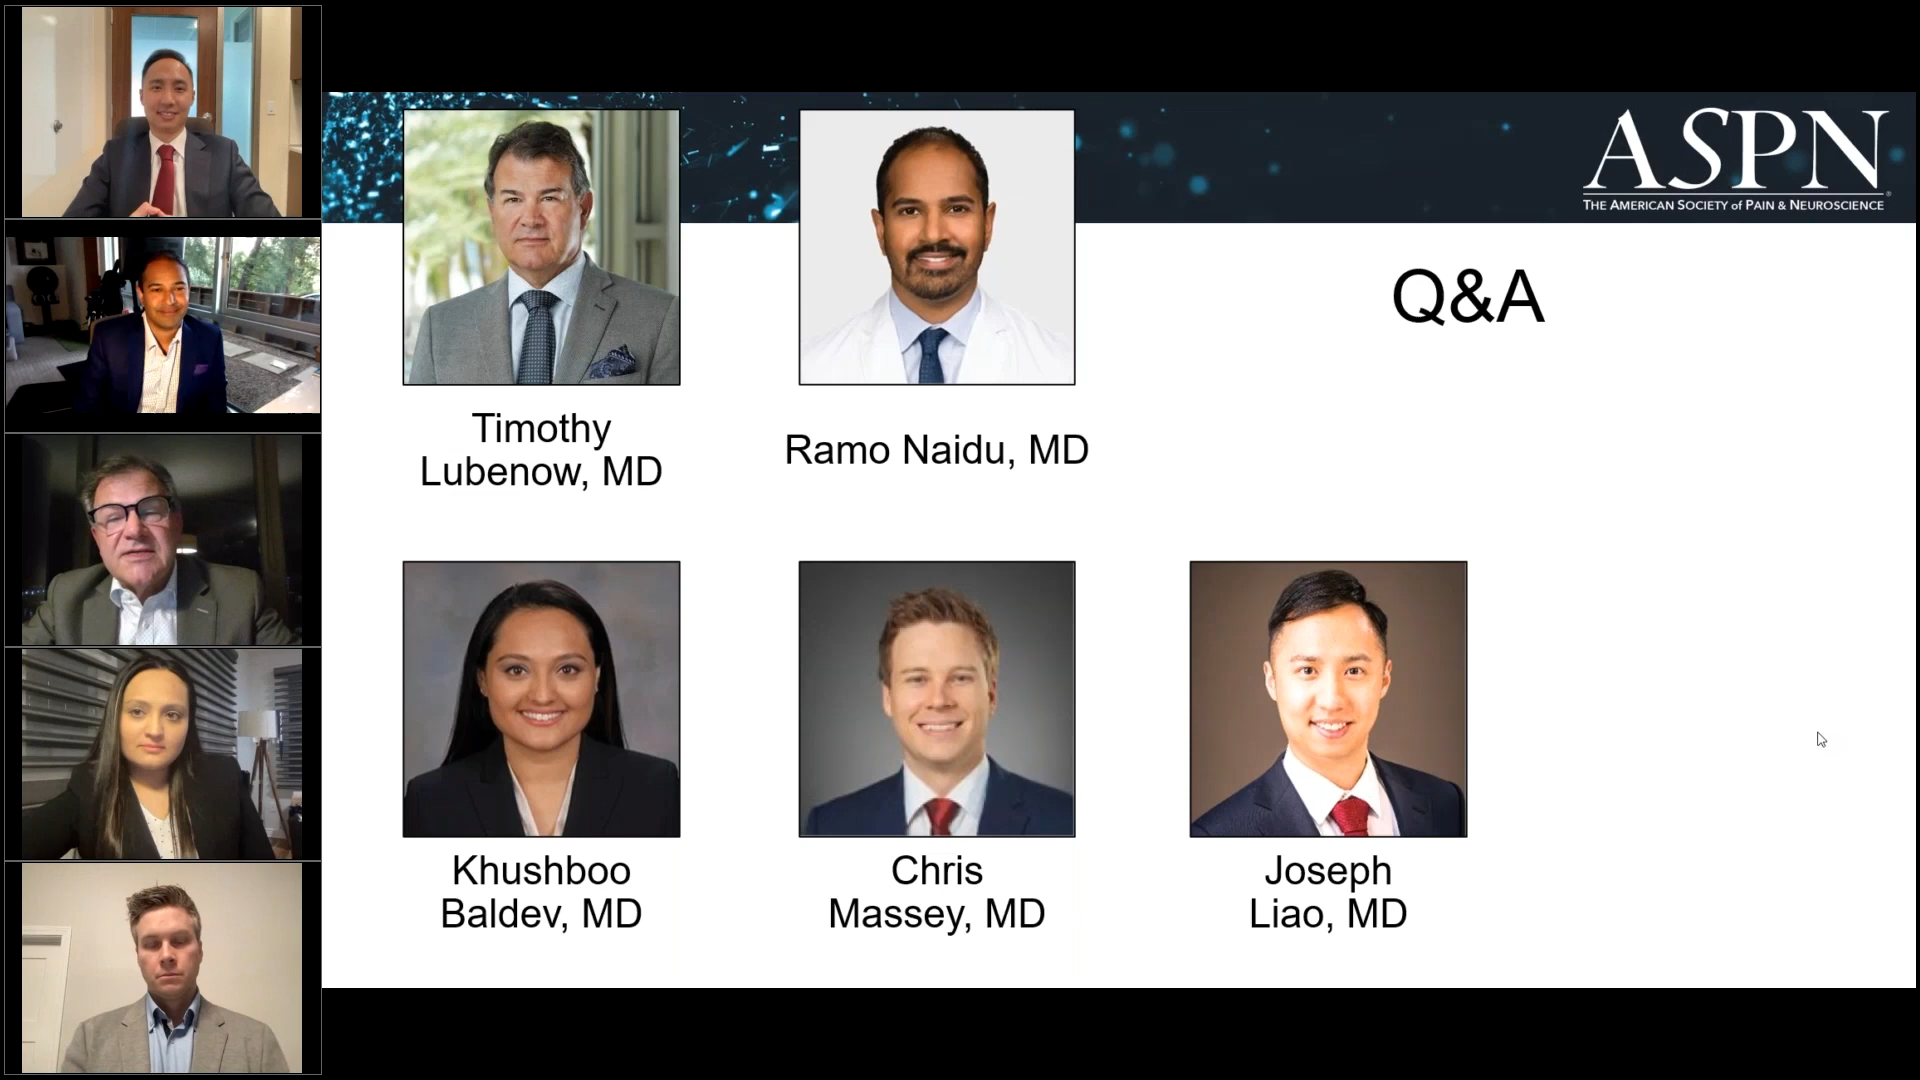 ASPN
THE AMERICAN SOCIETY of PAIN & NEUROSCIENCE
Q&A
Timothy
Lubenow, MD
Ramo Naidu, MD
Khushboo
Baldev, MD
Chris
Massey, MD
Joseph
Liao, MD